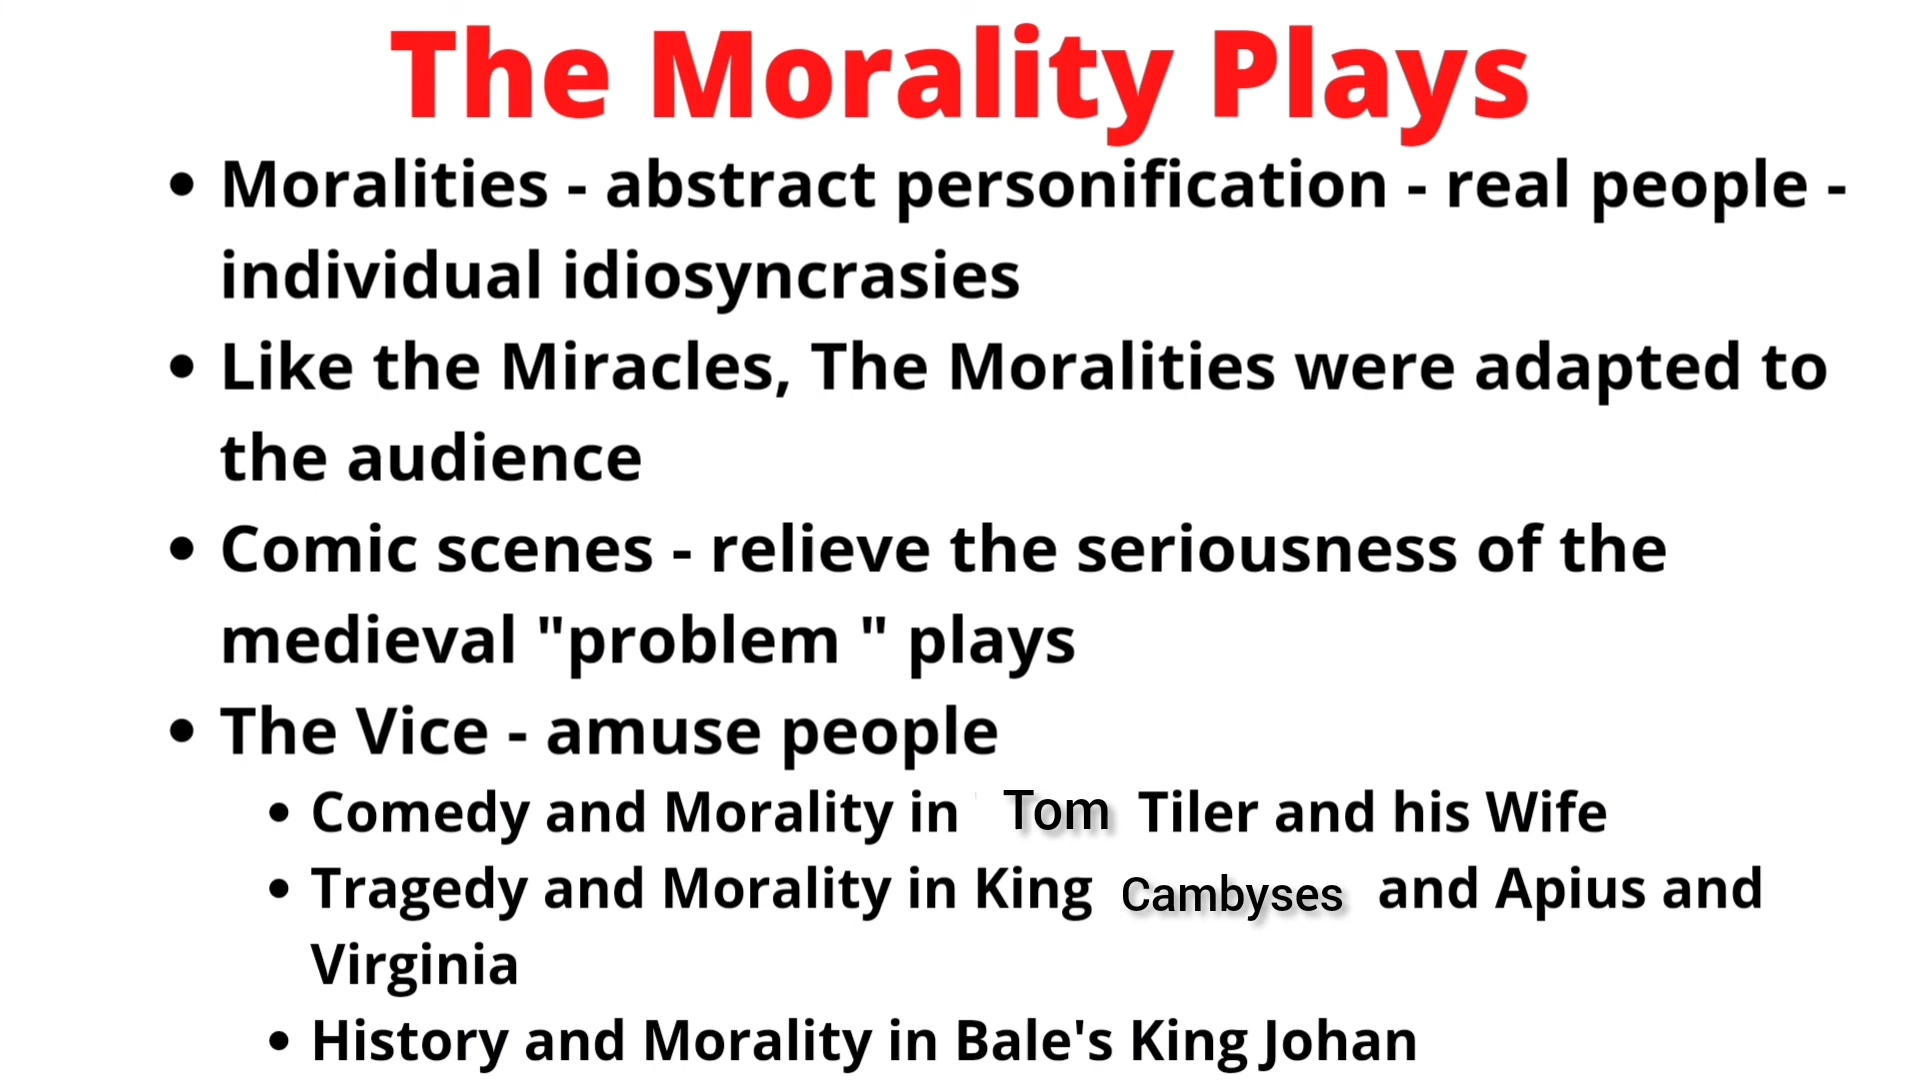 The Morality Plays
• Moralities - abstract personification - real people -
individual idiosyncrasies
• Like the Miracles, The Moralities were adapted to
the audience
• Comic scenes - relieve the seriousness of the
medieval "problem " plays
• The Vice - amuse people
• Comedy and Morality in Tom Tiler and his Wife
• Tragedy and Morality in King Cambyses and Apius and
Virginia
• History and Morality in Bale's King Johan